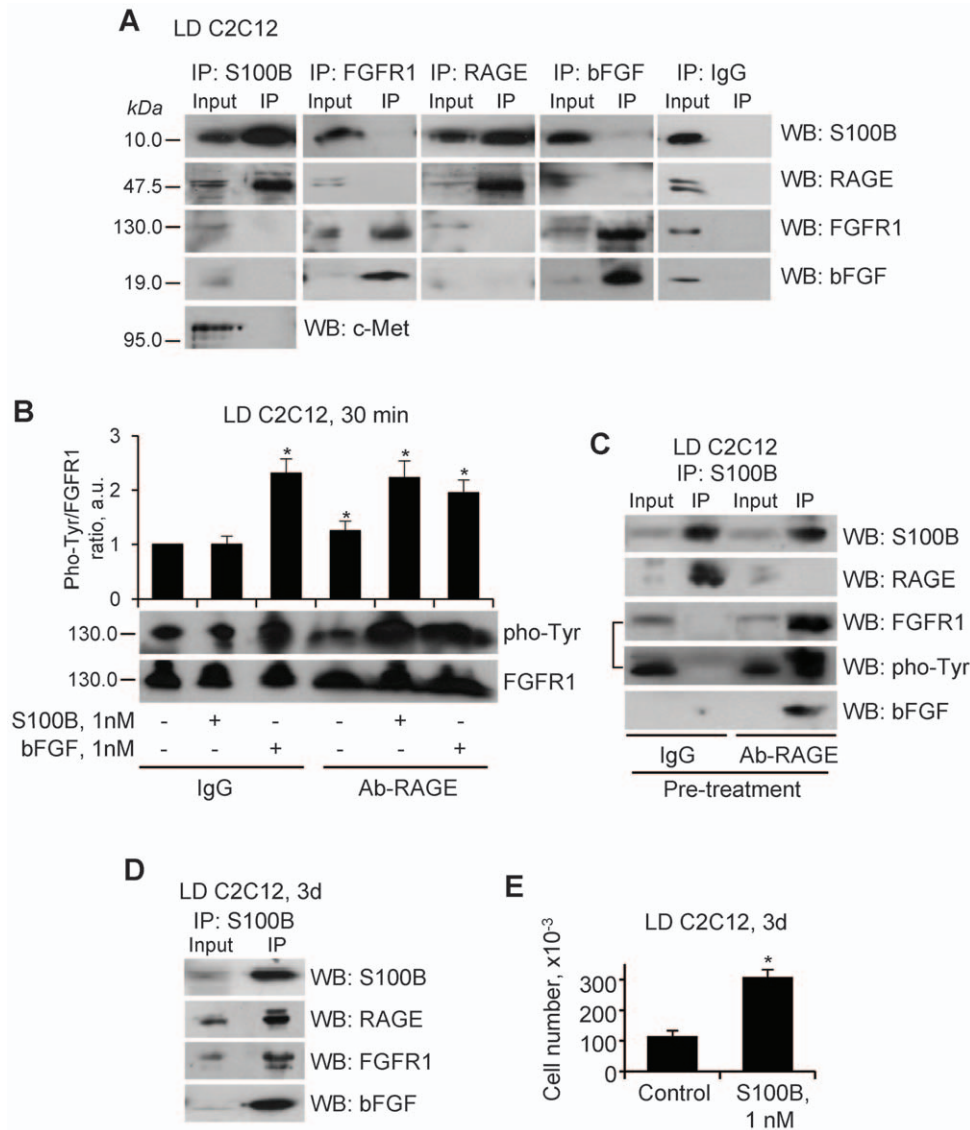 A LD C2C12
IP: S100B IP: FGFR1 IP: RAGE IP: bFGF IP: IgG
kDa Input IP Input IP Input IP Input IP Input IP
10.0 WB: S100B
47.5 WB: RAGE
130.0 WB: FGFR1
19.0 WB: bFGF
95.0 WB: c-Met
B LD C2C12, 30 min
Pho-Tyr/FGFR1
ratio, a.u.
3
2
1
0
* * * *
130.0 pho-Tyr
130.0 FGFR1
S100B, 1nM - + - - + -
bFGF, 1nM - - + - - +
IgG Ab-RAGE
C LD C2C12
IP: S100B
Input IP Input IP
WB: S100B
WB: RAGE
WB: FGFR1
WB: pho-Tyr
WB: bFGF
IgG Ab-RAGE
Pre-treatment
D
LD C2C12, 3d
IP: S100B
Input IP
WB: S100B
WB: RAGE
WB: FGFR1
WB: bFGF
E
LD C2C12, 3d
Cell number, x10⁻³
300
200
100
0
*
Control S100B,
1 nM